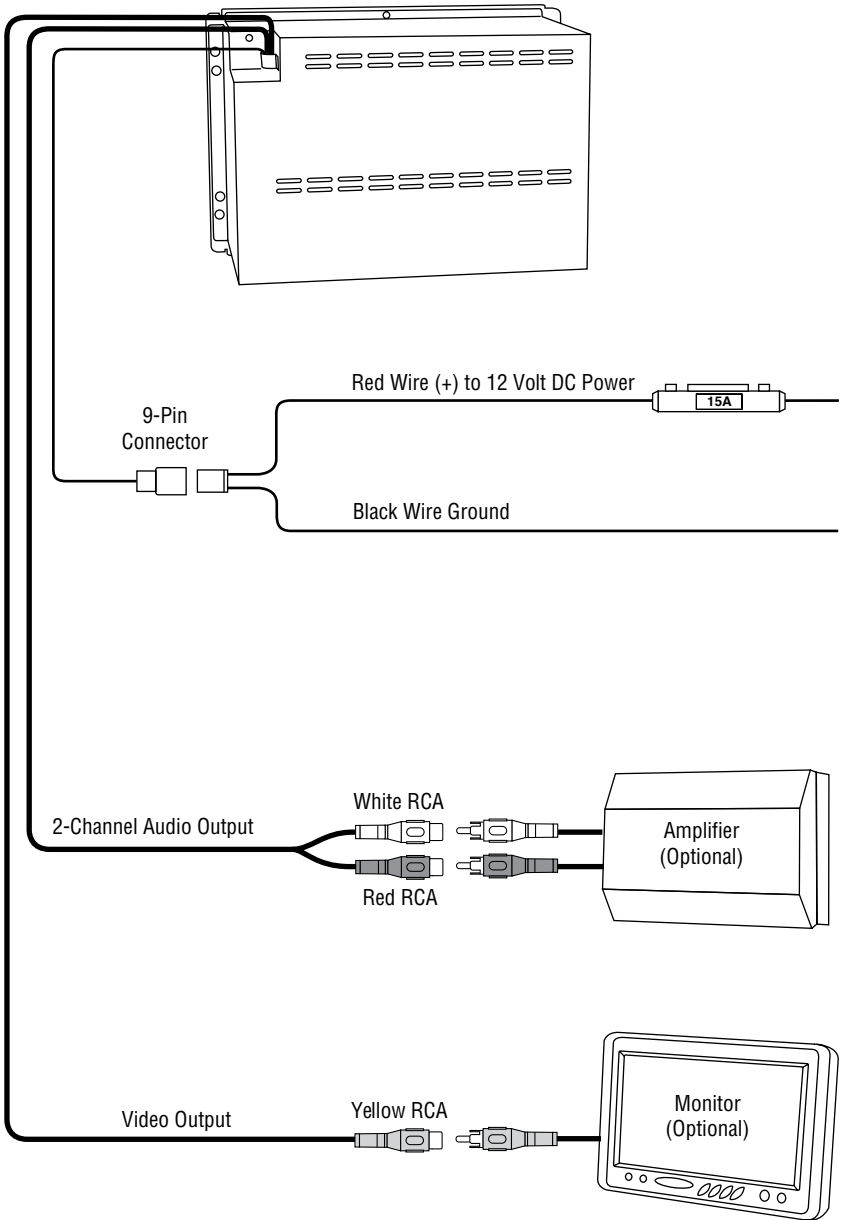 Red Wire (+) to 12 Volt DC Power
15A
9-Pin
Connector
Black Wire Ground
White RCA
2-Channel Audio Output
Amplifier
(Optional)
Red RCA
Yellow RCA
Video Output
Monitor
(Optional)